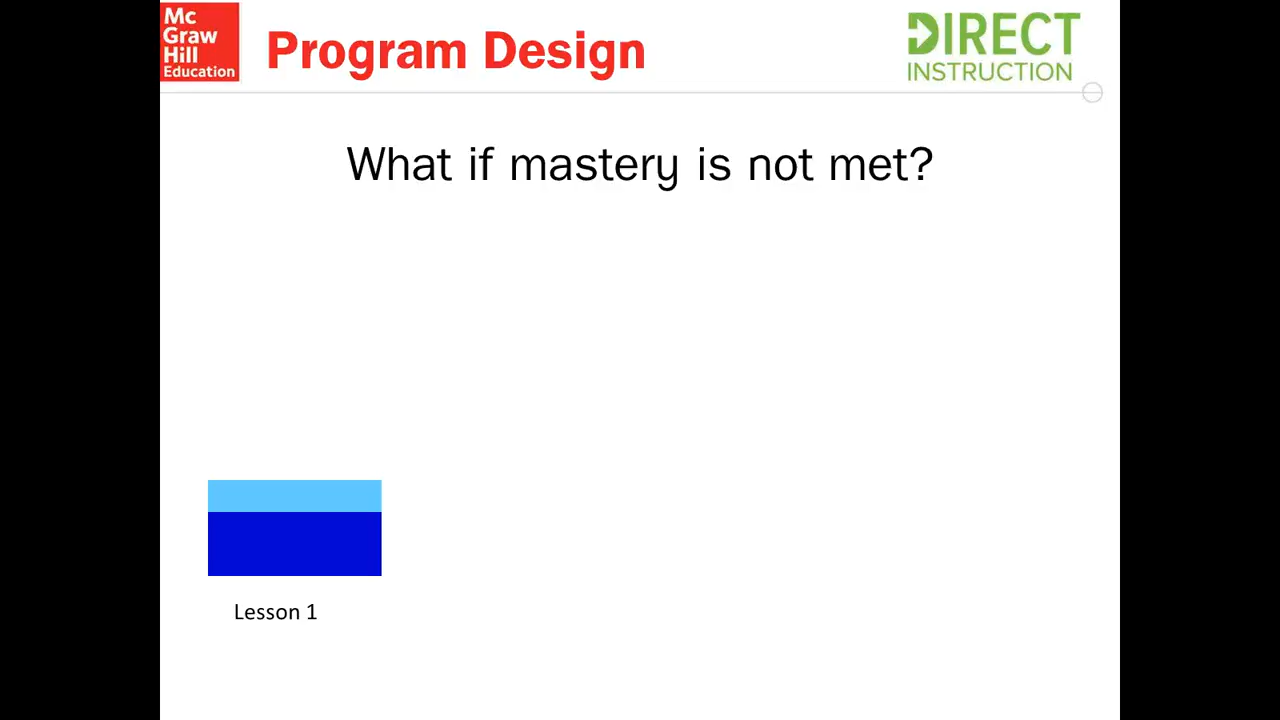 Mc
Graw
Hill
Education
Program Design
DIRECT
INSTRUCTION
What if mastery is not met?
Lesson 1